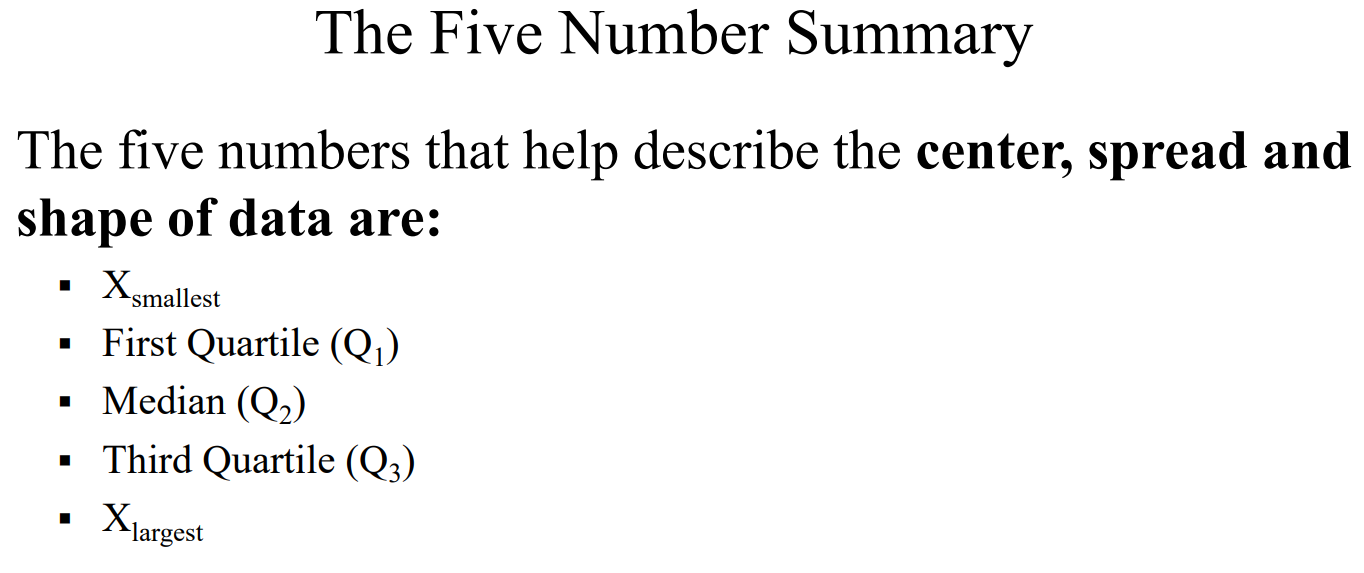 The Five Number Summary
The five numbers that help describe the center, spread and
shape of data are:
▪ Xsmallest
▪ First Quartile (Q1)
▪ Median (Q2)
▪ Third Quartile (Q3)
▪ Xlargest